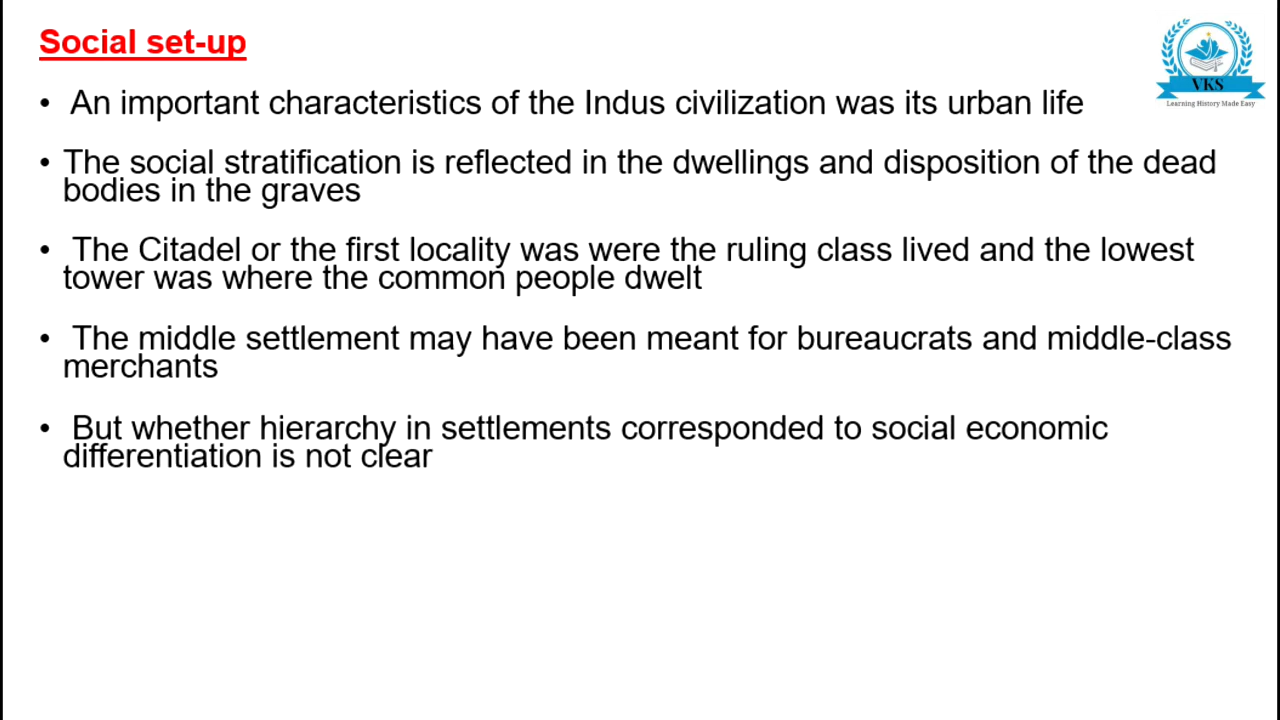 Social set-up
VKS
Learning History Made Easy
• An important characteristics of the Indus civilization was its urban life
• The social stratification is reflected in the dwellings and disposition of the dead
bodies in the graves
• The Citadel or the first locality was were the ruling class lived and the lowest
tower was where the common people dwelt
• The middle settlement may have been meant for bureaucrats and middle-class
merchants
• But whether hierarchy in settlements corresponded to social economic
differentiation is not clear